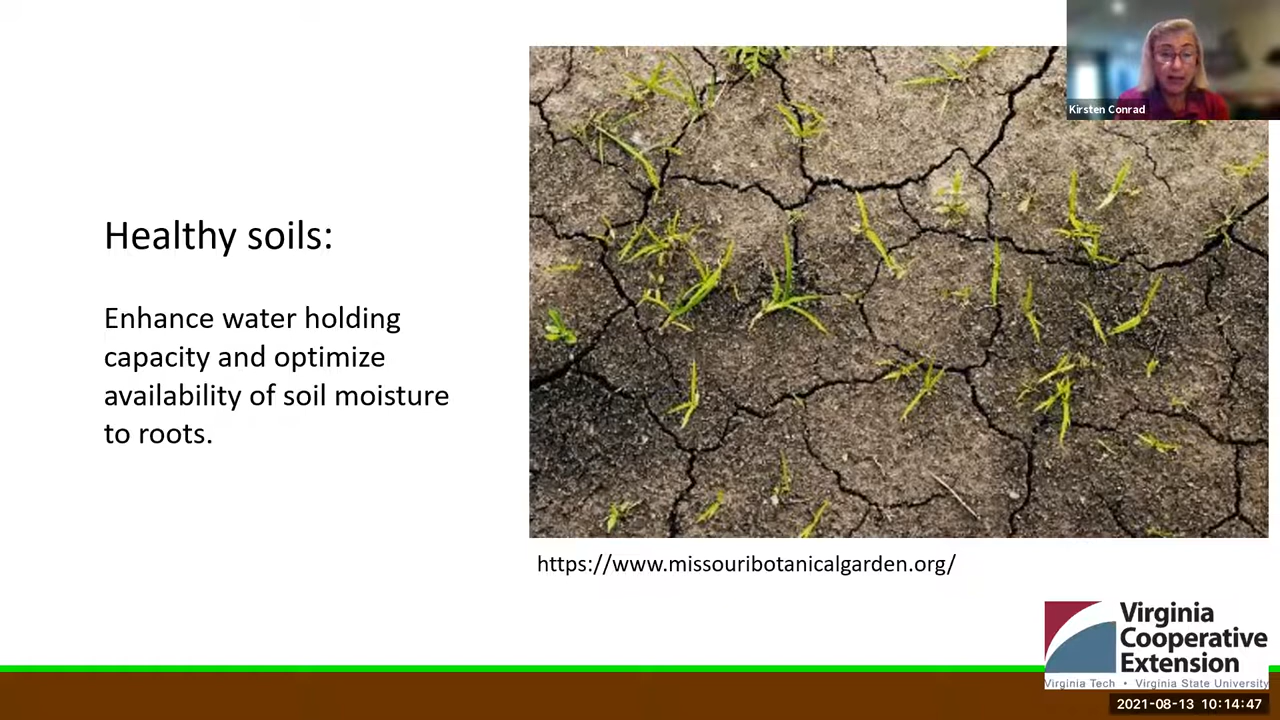 Kirsten Conrad
Healthy soils:
Enhance water holding
capacity and optimize
availability of soil moisture
to roots.
https://www.missouribotanicalgarden.org/
Virginia
Cooperative
Extension
Virginia Tech • Virginia State University
2021-08-13 10:14:47